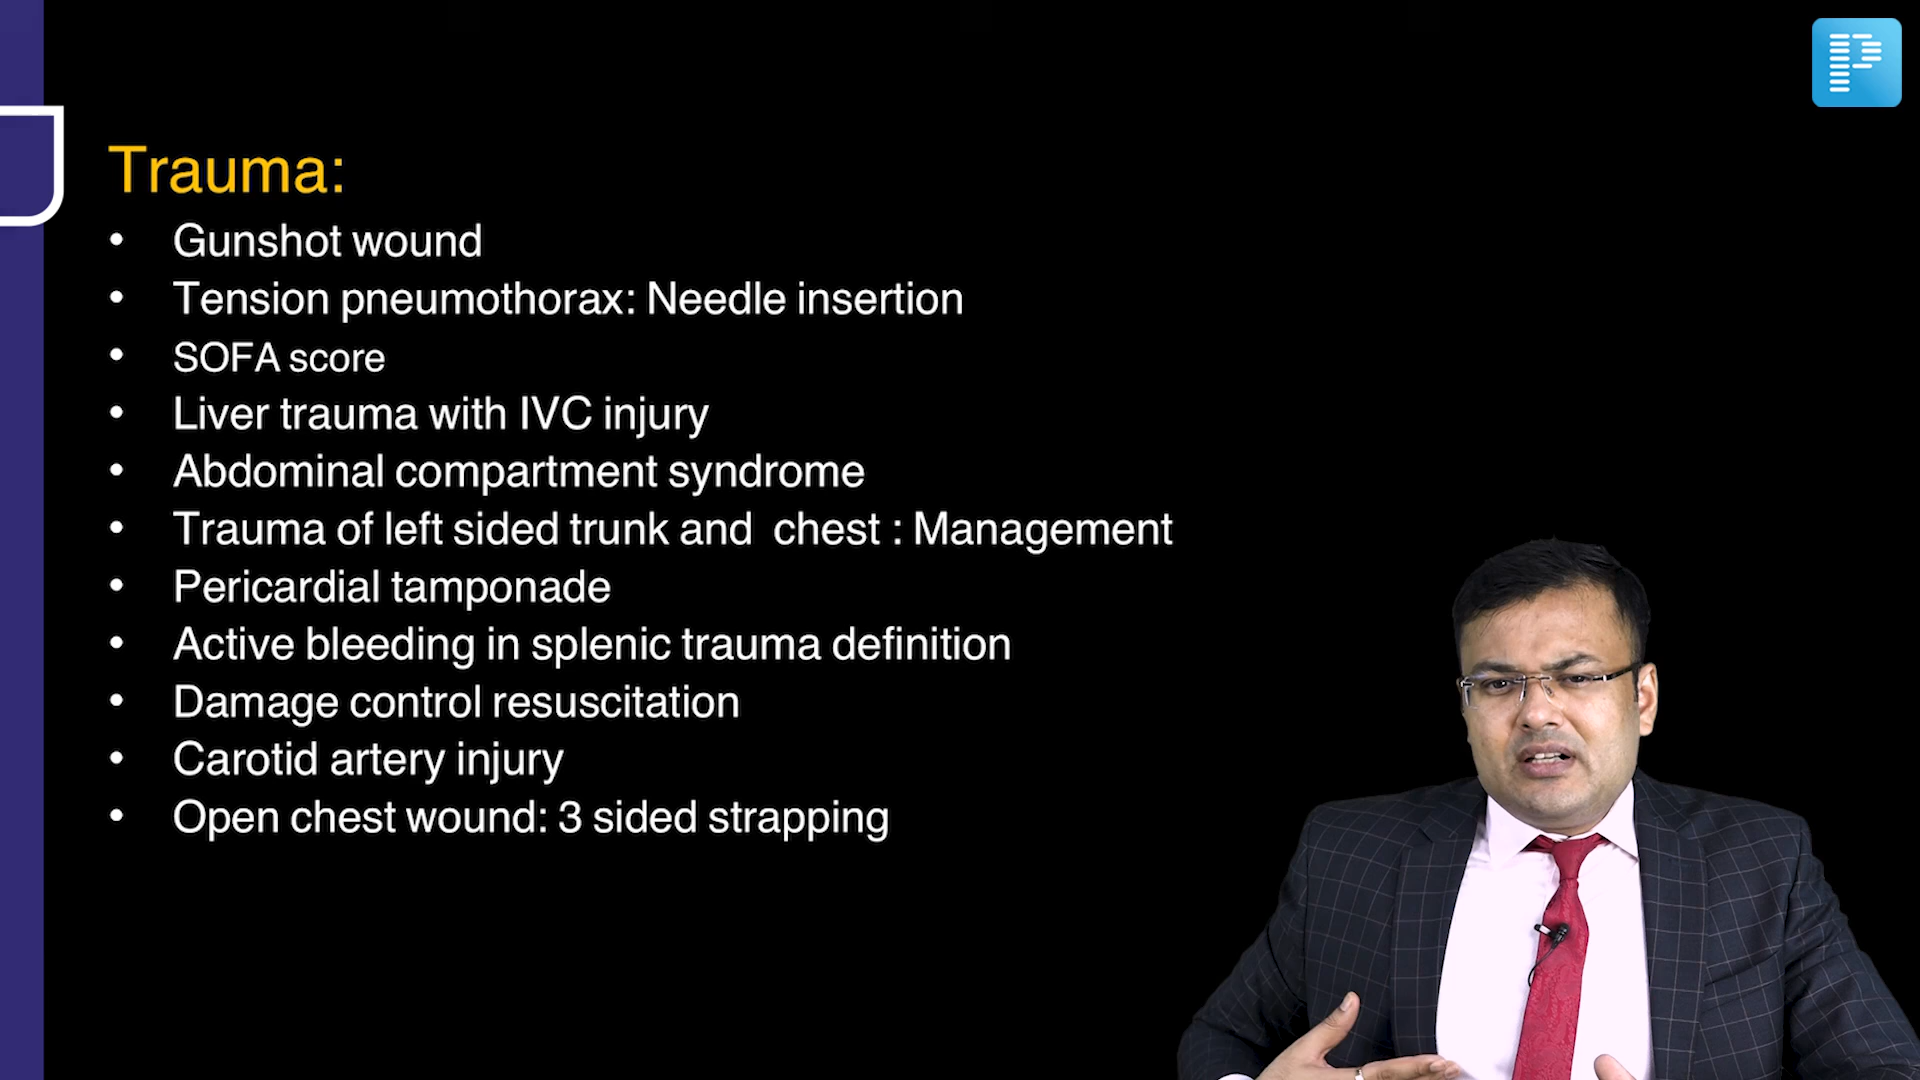 Trauma:
• Gunshot wound
• Tension pneumothorax: Needle insertion
• SOFA score
• Liver trauma with IVC injury
• Abdominal compartment syndrome
• Trauma of left sided trunk and chest : Management
• Pericardial tamponade
• Active bleeding in splenic trauma definition
• Damage control resuscitation
• Carotid artery injury
• Open chest wound: 3 sided strapping